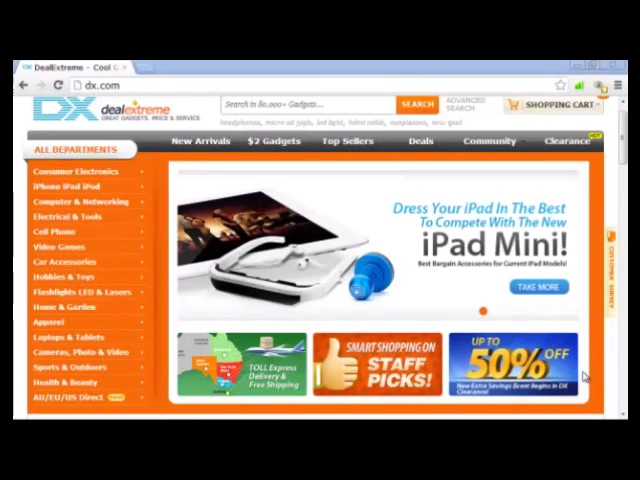 DX DealExtreme - Cool G
dx.com
DX dealextreme
GREAT GADGETS, PRICE & SERVICE
Search in 80,000+ Gadgets...
SEARCH
ADVANCED
SEARCH
SHOPPING CART
headphones, micro sd 32gb, led light, hdmi cable, sunglasses, new ipad
ALL DEPARTMENTS
New Arrivals
$2 Gadgets
Top Sellers
Deals
Community
Clearance
HOT
Consumer Electronics
iPhone iPad iPod
Computer & Networking
Electrical & Tools
Cell Phone
Video Games
Car Accessories
Hobbies & Toys
Flashlights LED & Lasers
Home & Garden
Apparel
Laptops & Tablets
Cameras, Photo & Video
Sports & Outdoors
Health & Beauty
AU/EU/US Direct
Dress Your iPad In The Best
To Compete With The New
iPad Mini!
Best Bargain Accessories for Current iPad Models!
TAKE MORE
CUSTOMER SURVEY
TOLL Express
Delivery &
Free Shipping
SMART SHOPPING ON
STAFF
PICKS!
UP TO
50% OFF
New Extra Savings Event Begins in DX
Clearance!